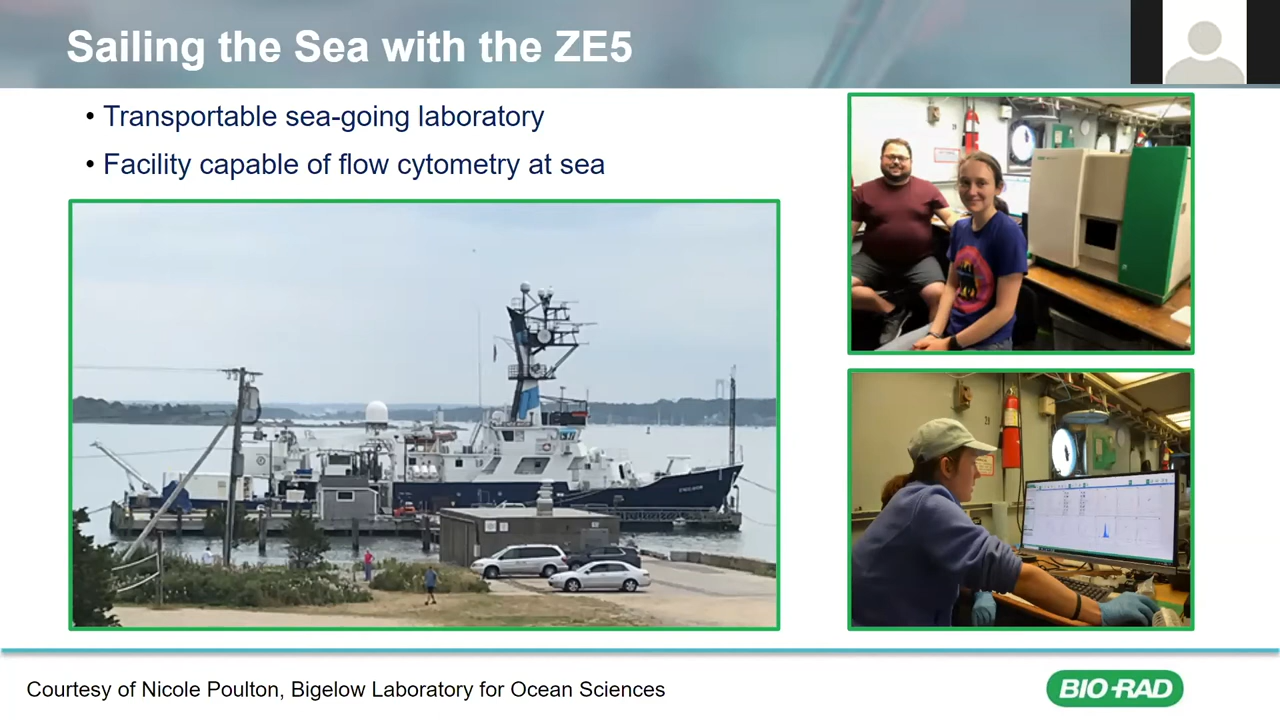 Sailing the Sea with the ZE5
• Transportable sea-going laboratory
• Facility capable of flow cytometry at sea
21
Courtesy of Nicole Poulton, Bigelow Laboratory for Ocean Sciences
BIO-RAD